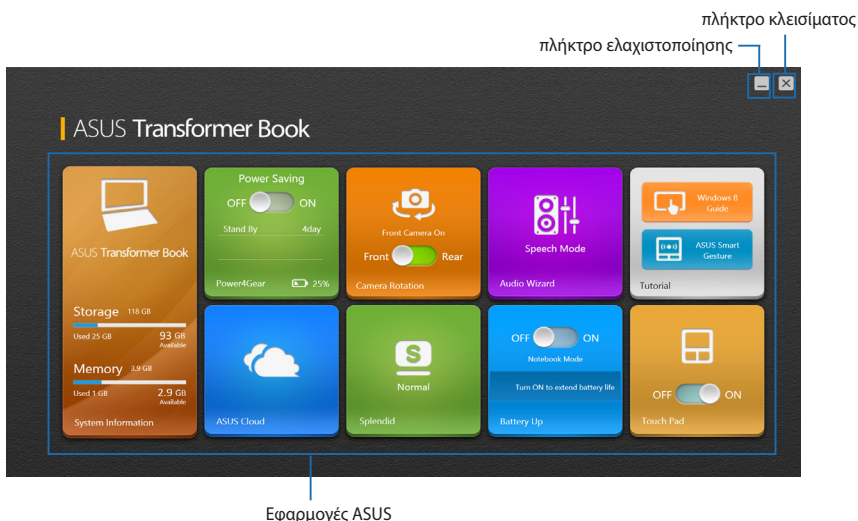 πλήκτρο κλεισίματος
πλήκτρο ελαχιστοποίησης
ASUS Transformer Book
ASUS Transformer Book
Storage 118 GB
Used 25 GB 93 GB
Available
Memory 3.9 GB
Used 1 GB 2.9 GB
Available
System Information
Power Saving
OFF ON
Stand By 4day
Power4Gear 25%
Front Camera On
Front Rear
Camera Rotation
Speech Mode
Audio Wizard
Windows 8
Guide
ASUS Smart
Gesture
Tutorial
ASUS Cloud
S
Normal
Splendid
OFF ON
Notebook Mode
Turn ON to extend battery life
Battery Up
OFF ON
Touch Pad
Εφαρμογές ASUS